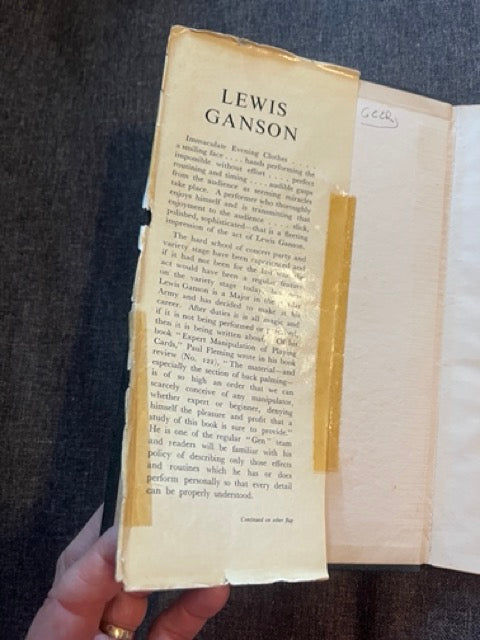 LEWIS
GANSON
Immaculate Evening Clothes . . . .
a smiling face . . . . hands performing the
impossible without effort . . . . perfect
routining and timing . . . . audible gasps
from the audience as seeming miracles
take place. A performer who thoroughly
enjoys himself and is transmitting that
enjoyment to the audience . . . . slick,
polished, sophisticated—that is a fleeting
impression of the act of Lewis Ganson.
The hard school of concert party and
variety stage have been experienced and
if it had not been for the last war the
act would have been a regular feature
on the variety stage today.
Lewis Ganson is a Major in the
Army and has decided to make it his
career. After duties it is all magic and
if it is not being performed or
then it is being written about. Of his
book "Expert Manipulation of Playing
Cards," Paul Fleming wrote in his book
review (No. 122), "The material—and
especially the section of back palming—
is of so high an order that we can
scarcely conceive of any manipulator,
whether expert or beginner, denying
himself the pleasure and profit that a
study of this book is sure to provide."
He is one of the regular "Gen" team
and readers will be familiar with his
policy of describing only those effects
and routines which he has or does
perform personally so that every detail
can be properly understood.
Continued on other flap